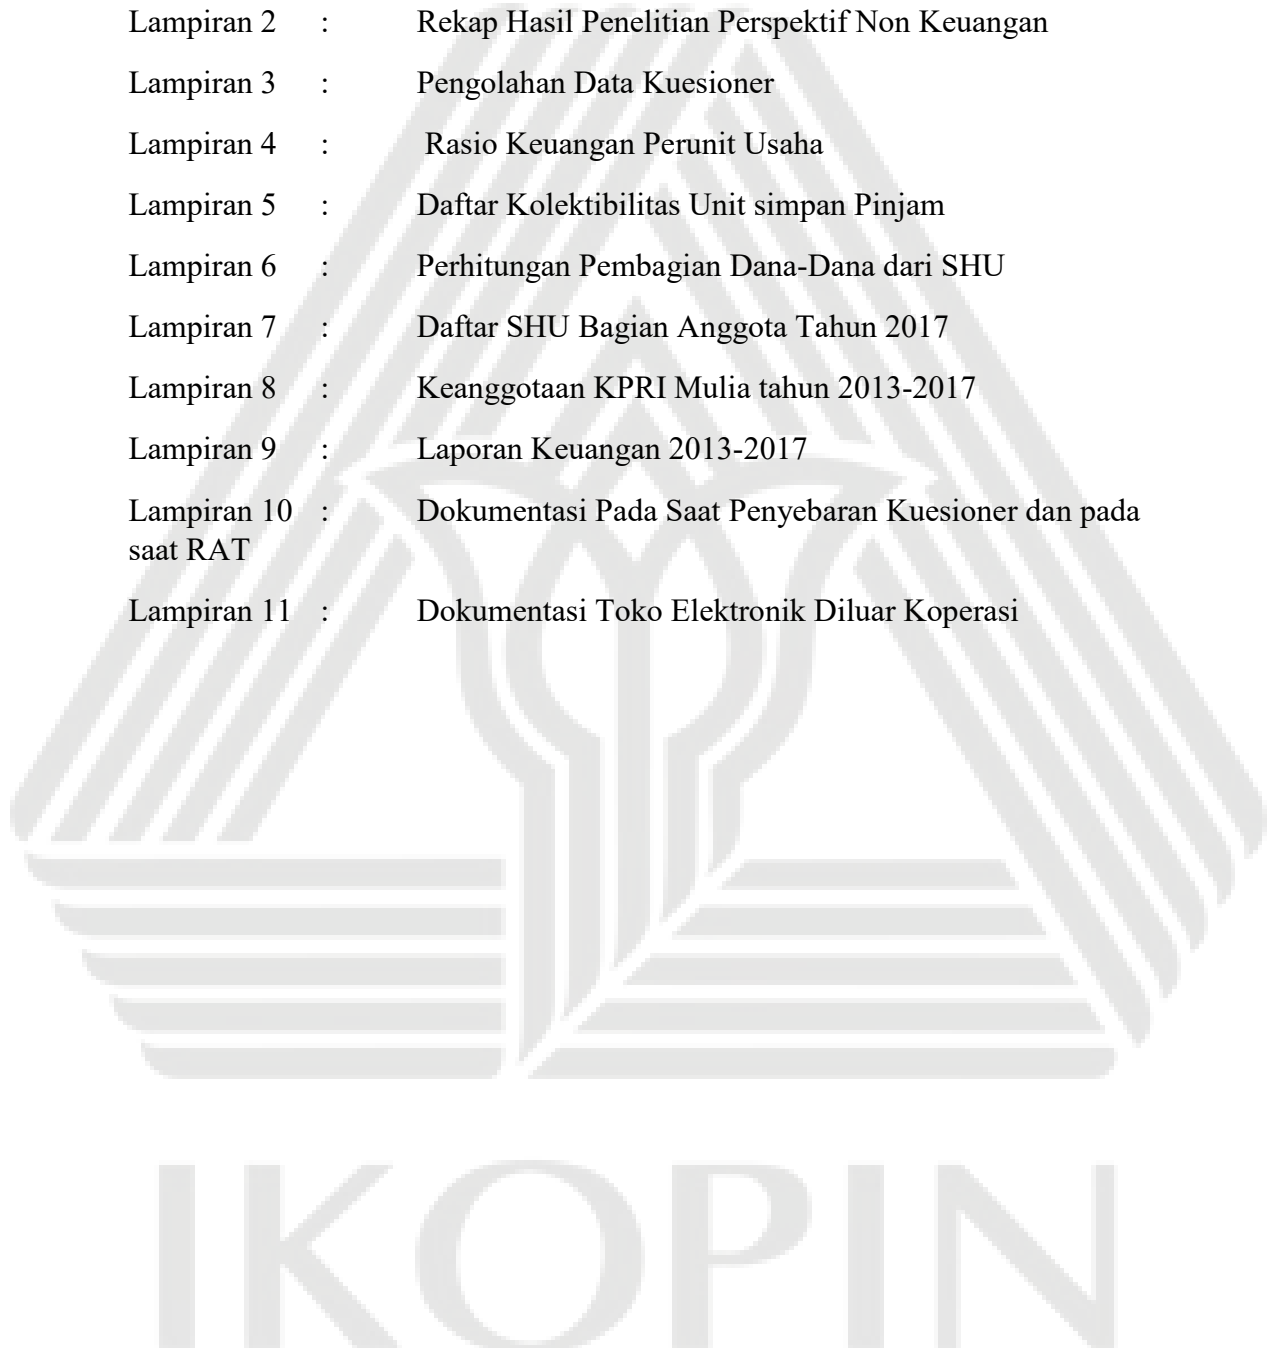 Lampiran 2 : Rekap Hasil Penelitian Perspektif Non Keuangan
Lampiran 3 : Pengolahan Data Kuesioner
Lampiran 4 : Rasio Keuangan Perunit Usaha
Lampiran 5 : Daftar Kolektibilitas Unit simpan Pinjam
Lampiran 6 : Perhitungan Pembagian Dana-Dana dari SHU
Lampiran 7 : Daftar SHU Bagian Anggota Tahun 2017
Lampiran 8 : Keanggotaan KPRI Mulia tahun 2013-2017
Lampiran 9 : Laporan Keuangan 2013-2017
Lampiran 10 : Dokumentasi Pada Saat Penyebaran Kuesioner dan pada
saat RAT
Lampiran 11 : Dokumentasi Toko Elektronik Diluar Koperasi
IKOPIN